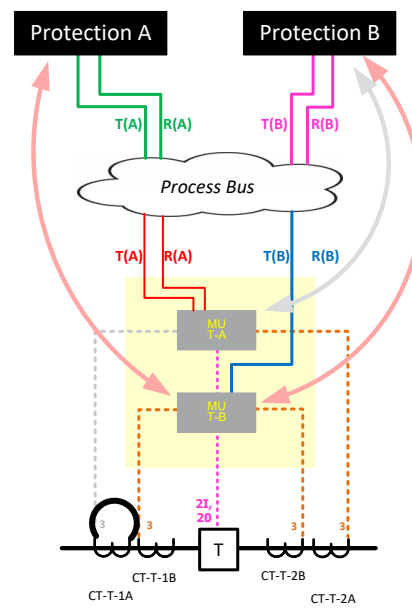 Protection A
Protection B
T(A)
R(A)
T(B)
R(B)
Process Bus
T(A)
R(A)
T(B)
R(B)
MU
T-A
MU
T-B
2I,
20
3
3
3
3
T
CT-T-1B
CT-T-2B
CT-T-1A
CT-T-2A